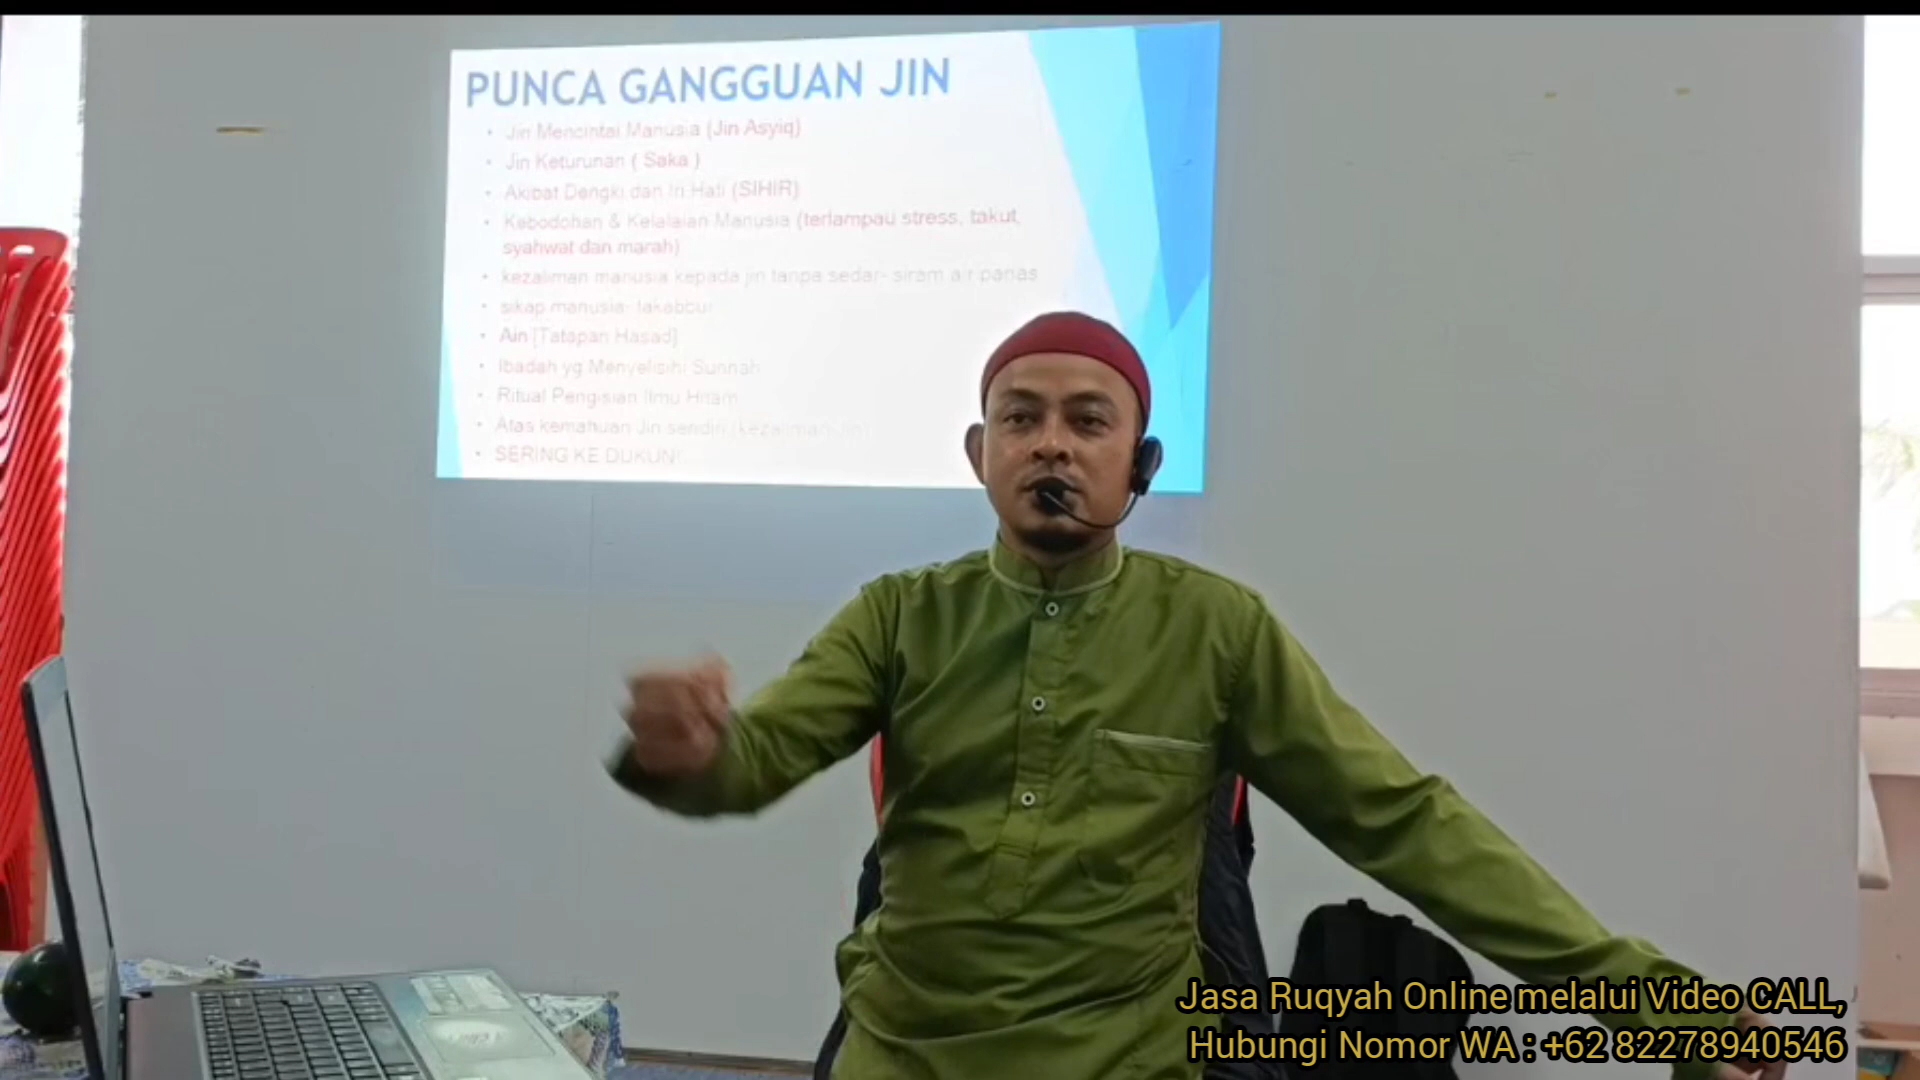 PUNCA GANGGUAN JIN
• Jin Mencintai Manusia (Jin Asyiq)
• Jin Keturunan ( Saka )
• Akibat Dengki dan Iri Hati (SIHIR)
• Kebodohan & Kelalaian Manusia (terlampau stress, takut,
syahwat dan marah)
• kezaliman manusia kepada jin tanpa sedar- siram air panas
• sikap manusia- takabbur
• Ain [Tatapan Hasad]
• Ibadah yg Menyelisihi Sunnah
• Ritual Pengisian Ilmu Hitam
• Atas kemahuan Jin sendiri (kezaliman Jin)
• SERING KE DUKUN
Jasa Ruqyah Online melalui Video CALL,
Hubungi Nomor WA : +62 82278940546